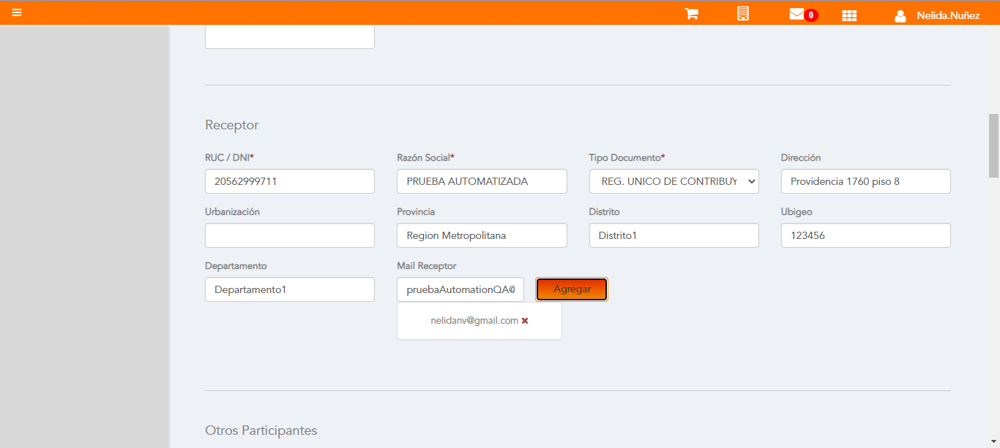 0
Nelida.Nuñez
Receptor
RUC / DNI* Razón Social* Tipo Documento* Dirección
20562999711 PRUEBA AUTOMATIZADA REG. UNICO DE CONTRIBUY Providencia 1760 piso 8
Urbanización Provincia Distrito Ubigeo
Region Metropolitana Distrito1 123456
Departamento Mail Receptor
Departamento1 pruebaAutomationQA@ Agregar
nelidanv@gmail.com
Otros Participantes